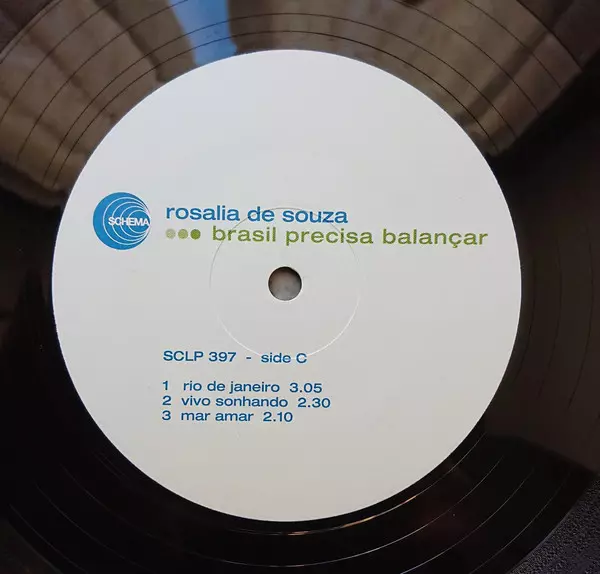 SCHEMA
rosalia de souza
brasil precisa balançar
SCLP 397 - side C
1 rio de janeiro 3.05
2 vivo sonhando 2.30
3 mar amar 2.10